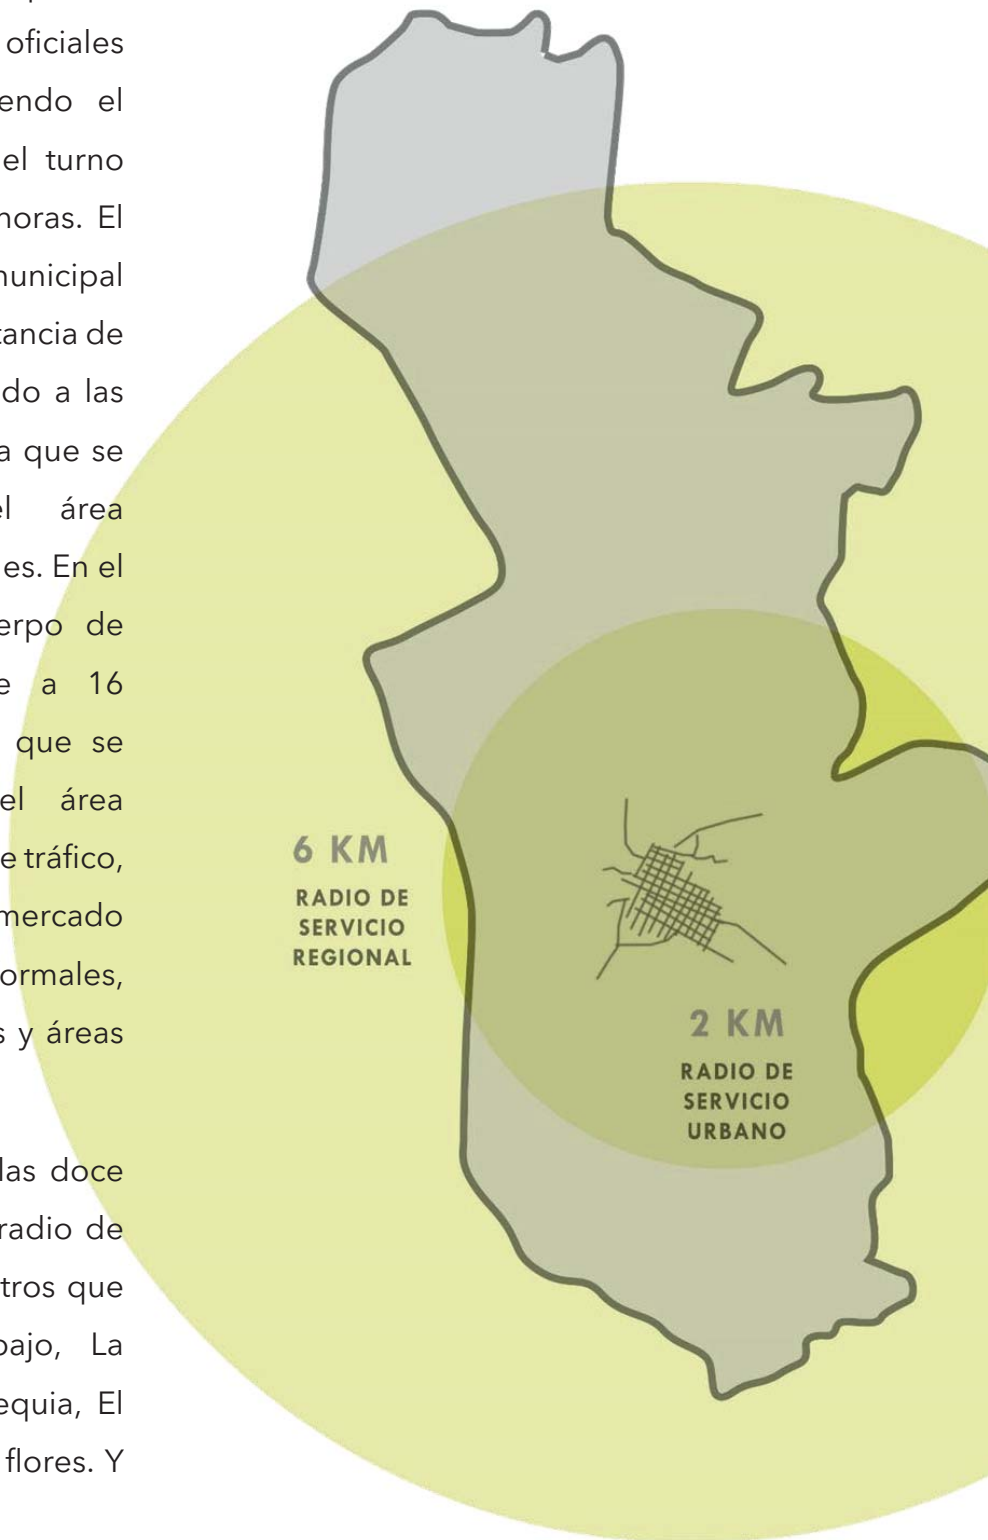 oficiales
endo el
el turno
horas. El
municipal
tancia de
do a las
a que se
el área
es. En el
erpo de
e a 16
que se
el área
e tráfico,
mercado
ormales,
s y áreas
las doce
radio de
tros que
bajo, La
equia, El
flores. Y
6 KM
RADIO DE
SERVICIO
REGIONAL
2 KM
RADIO DE
SERVICIO
URBANO